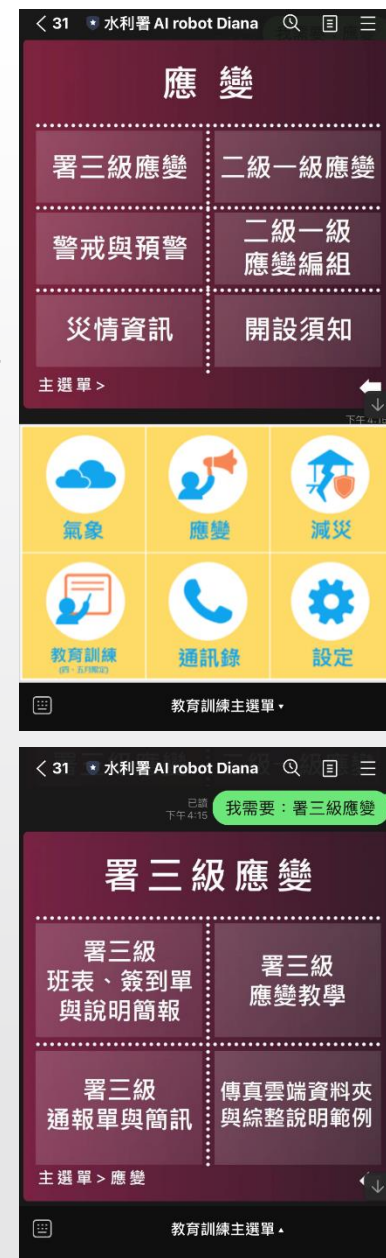 31
水利署 AI robot Diana
應 變
署三級應變
二級一級應變
警戒與預警
二級一級
應變編組
災情資訊
開設須知
主選單 >
氣象
應變
減災
教育訓練
通訊錄
設定
教育訓練主選單
31
水利署 AI robot Diana
已讀
下午 4:15
我需要：署三級應變
署三級應變
署三級
班表、簽到單
與說明簡報
署三級
應變教學
署三級
通報單與簡訊
傳真雲端資料夾
與綜整說明範例
主選單 > 應變
教育訓練主選單